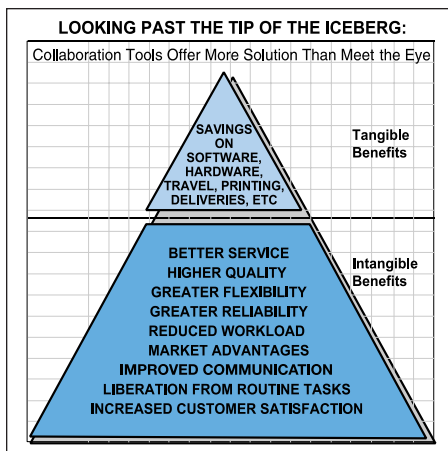 LOOKING PAST THE TIP OF THE ICEBERG:
Collaboration Tools Offer More Solution Than Meet the Eye
SAVINGS
ON
SOFTWARE,
HARDWARE,
TRAVEL, PRINTING,
DELIVERIES, ETC
Tangible
Benefits
BETTER SERVICE
HIGHER QUALITY
GREATER FLEXIBILITY
GREATER RELIABILITY
REDUCED WORKLOAD
MARKET ADVANTAGES
IMPROVED COMMUNICATION
LIBERATION FROM ROUTINE TASKS
INCREASED CUSTOMER SATISFACTION
Intangible
Benefits